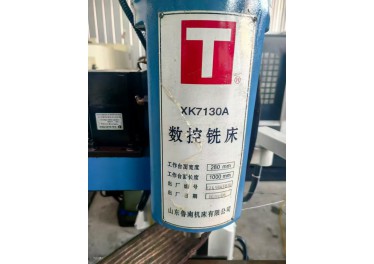 T
XK7130A
数控铣床
工作台面宽度 280 mm
工作台面长度 1000 mm
出厂编号
出厂日期
山东鲁南机床有限公司